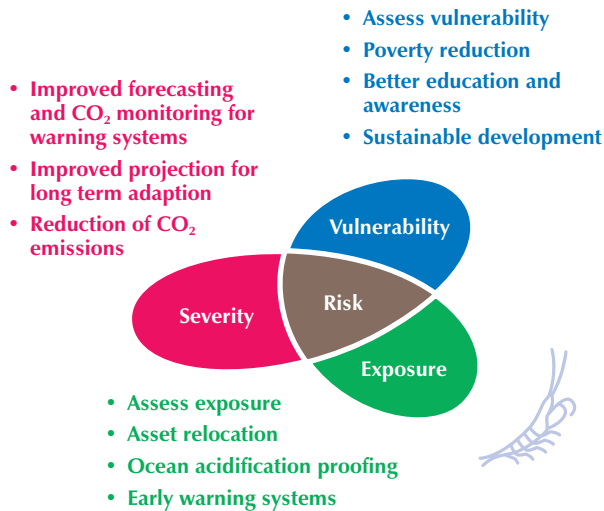 • Assess vulnerability
• Poverty reduction
• Better education and
awareness
• Sustainable development
• Improved forecasting
and CO₂ monitoring for
warning systems
• Improved projection for
long term adaption
• Reduction of CO₂
emissions
Vulnerability
Severity
Risk
Exposure
• Assess exposure
• Asset relocation
• Ocean acidification proofing
• Early warning systems